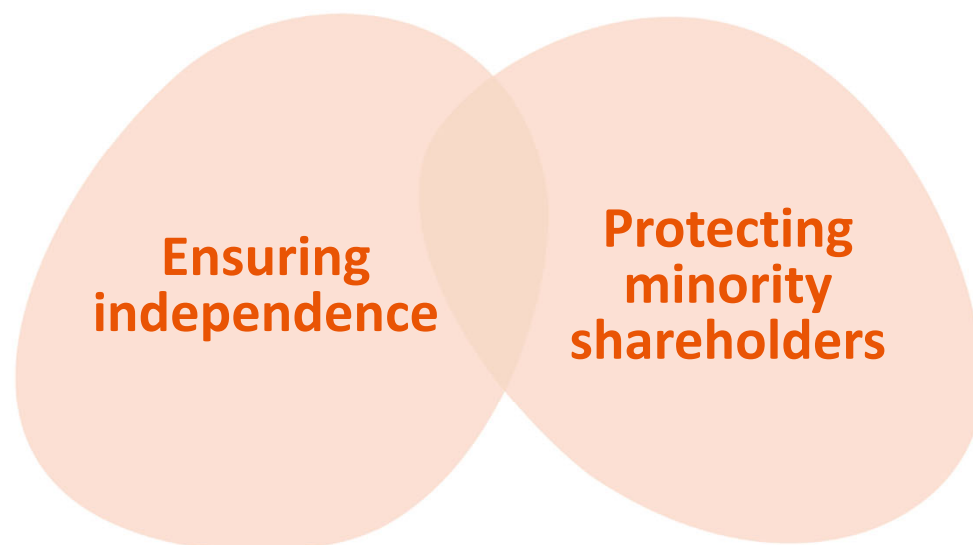 Ensuring
independence
Protecting
minority
shareholders